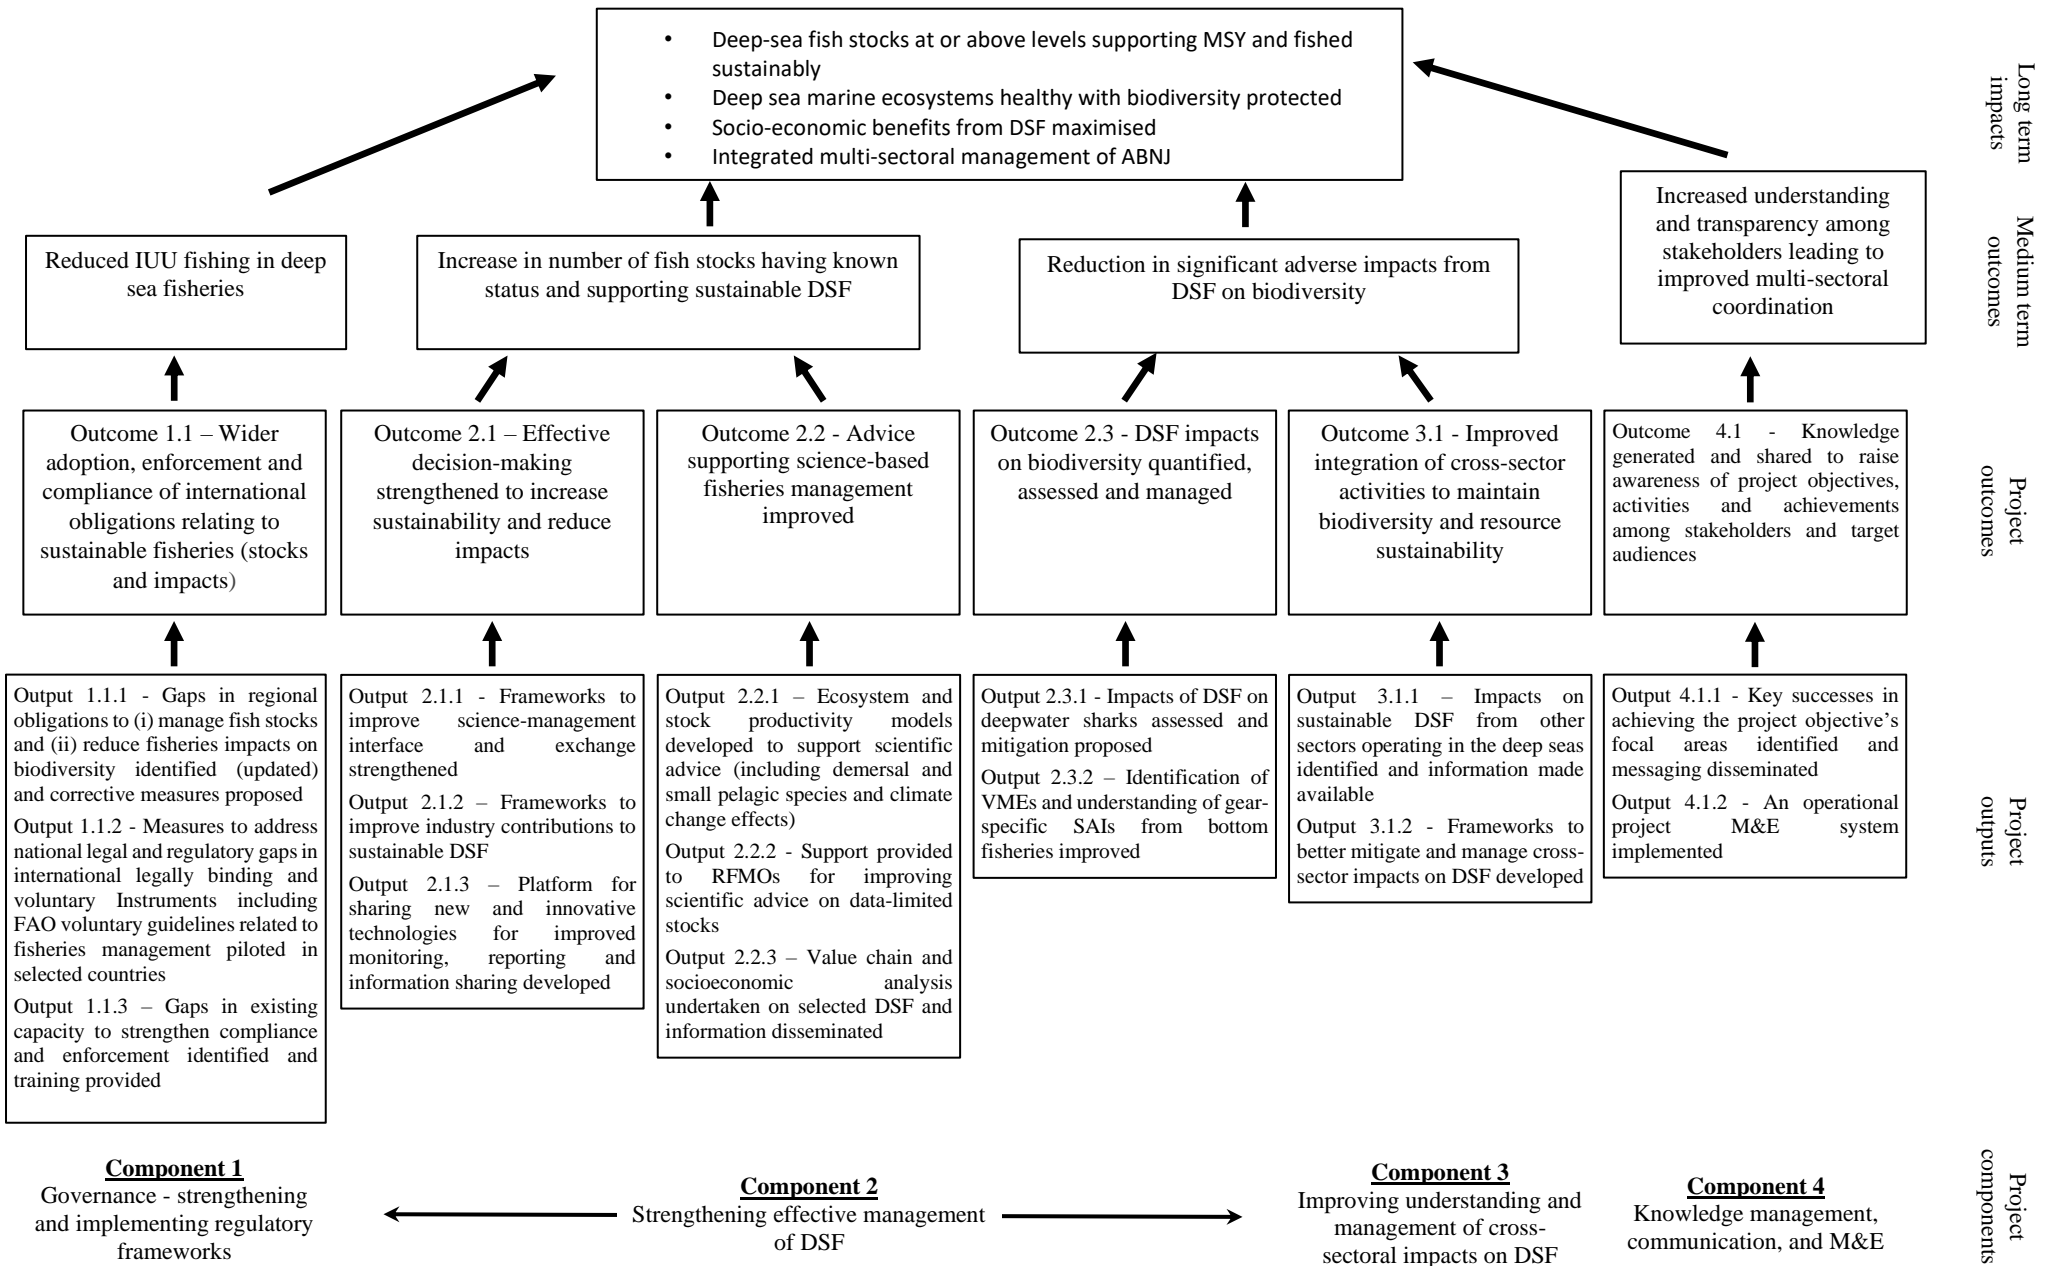 • Deep-sea fish stocks at or above levels supporting MSY and fished
sustainably
• Deep sea marine ecosystems healthy with biodiversity protected
• Socio-economic benefits from DSF maximised
• Integrated multi-sectoral management of ABNJ
Long term
impacts
Reduced IUU fishing in deep
sea fisheries
Increase in number of fish stocks having known
status and supporting sustainable DSF
Reduction in significant adverse impacts from
DSF on biodiversity
Increased understanding
and transparency among
stakeholders leading to
improved multi-sectoral
coordination
Medium term
outcomes
Outcome 1.1 – Wider
adoption, enforcement and
compliance of international
obligations relating to
sustainable fisheries (stocks
and impacts)
Outcome 2.1 – Effective
decision-making
strengthened to increase
sustainability and reduce
impacts
Outcome 2.2 - Advice
supporting science-based
fisheries management
improved
Outcome 2.3 - DSF impacts
on biodiversity quantified,
assessed and managed
Outcome 3.1 - Improved
integration of cross-sector
activities to maintain
biodiversity and resource
sustainability
Outcome 4.1 - Knowledge
generated and shared to raise
awareness of project objectives,
activities and achievements
among stakeholders and target
audiences
Project
outcomes
Output 1.1.1 - Gaps in regional
obligations to (i) manage fish stocks
and (ii) reduce fisheries impacts on
biodiversity identified (updated)
and corrective measures proposed
Output 1.1.2 - Measures to address
national legal and regulatory gaps in
international legally binding and
voluntary Instruments including
FAO voluntary guidelines related to
fisheries management piloted in
selected countries
Output 1.1.3 – Gaps in existing
capacity to strengthen compliance
and enforcement identified and
training provided
Output 2.1.1 - Frameworks to
improve science-management
interface and exchange
strengthened
Output 2.1.2 – Frameworks to
improve industry contributions to
sustainable DSF
Output 2.1.3 – Platform for
sharing new and innovative
technologies for improved
monitoring, reporting and
information sharing developed
Output 2.2.1 – Ecosystem and
stock productivity models
developed to support scientific
advice (including demersal and
small pelagic species and climate
change effects)
Output 2.2.2 - Support provided
to RFMOs for improving
scientific advice on data-limited
stocks
Output 2.2.3 – Value chain and
socioeconomic analysis
undertaken on selected DSF and
information disseminated
Output 2.3.1 - Impacts of DSF on
deepwater sharks assessed and
mitigation proposed
Output 2.3.2 – Identification of
VMEs and understanding of gear-
specific SAIs from bottom
fisheries improved
Output 3.1.1 – Impacts on
sustainable DSF from other
sectors operating in the deep seas
identified and information made
available
Output 3.1.2 - Frameworks to
better mitigate and manage cross-
sector impacts on DSF developed
Output 4.1.1 - Key successes in
achieving the project objective's
focal areas identified and
messaging disseminated
Output 4.1.2 - An operational
project M&E system
implemented
Project
outputs
Component 1
Governance - strengthening
and implementing regulatory
frameworks
Component 2
Strengthening effective management
of DSF
Component 3
Improving understanding and
management of cross-
sectoral impacts on DSF
Component 4
Knowledge management,
communication, and M&E
Project
components